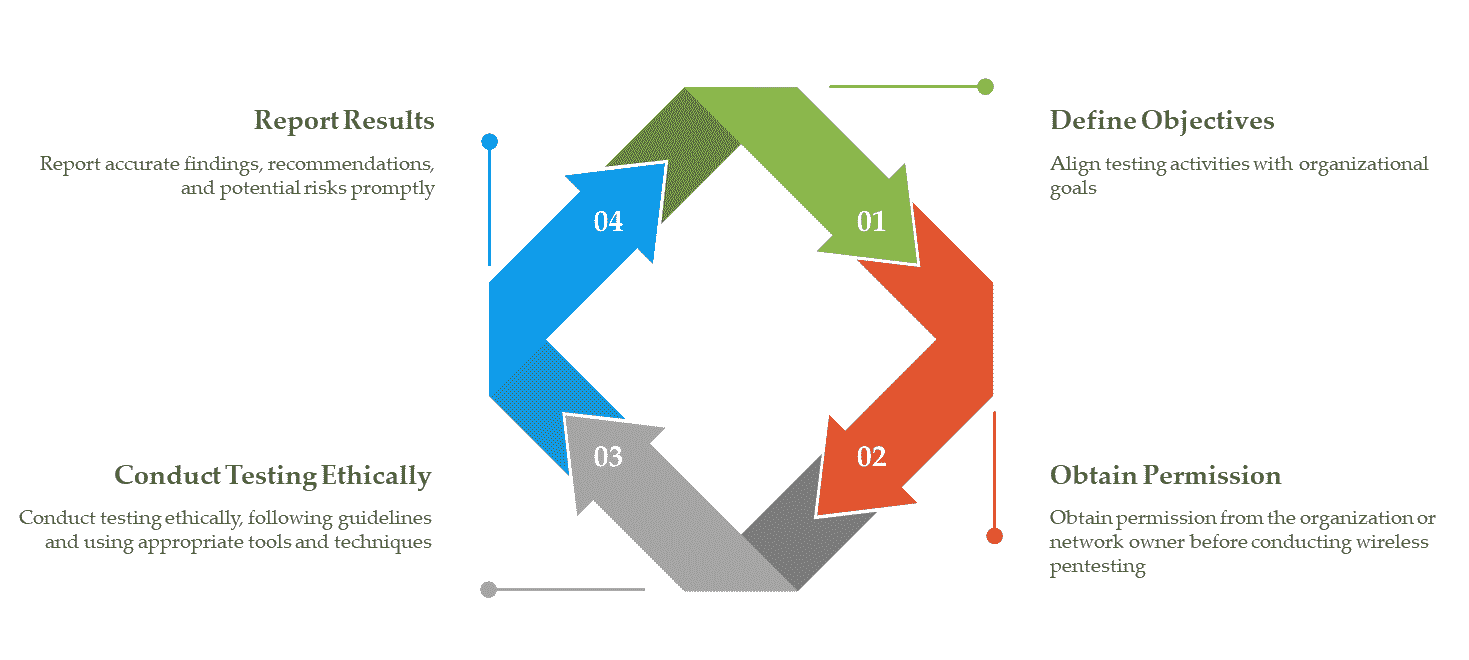 Report Results
Report accurate findings, recommendations,
and potential risks promptly
Define Objectives
Align testing activities with organizational
goals
04
01
03
02
Conduct Testing Ethically
Conduct testing ethically, following guidelines
and using appropriate tools and techniques
Obtain Permission
Obtain permission from the organization or
network owner before conducting wireless
pentesting